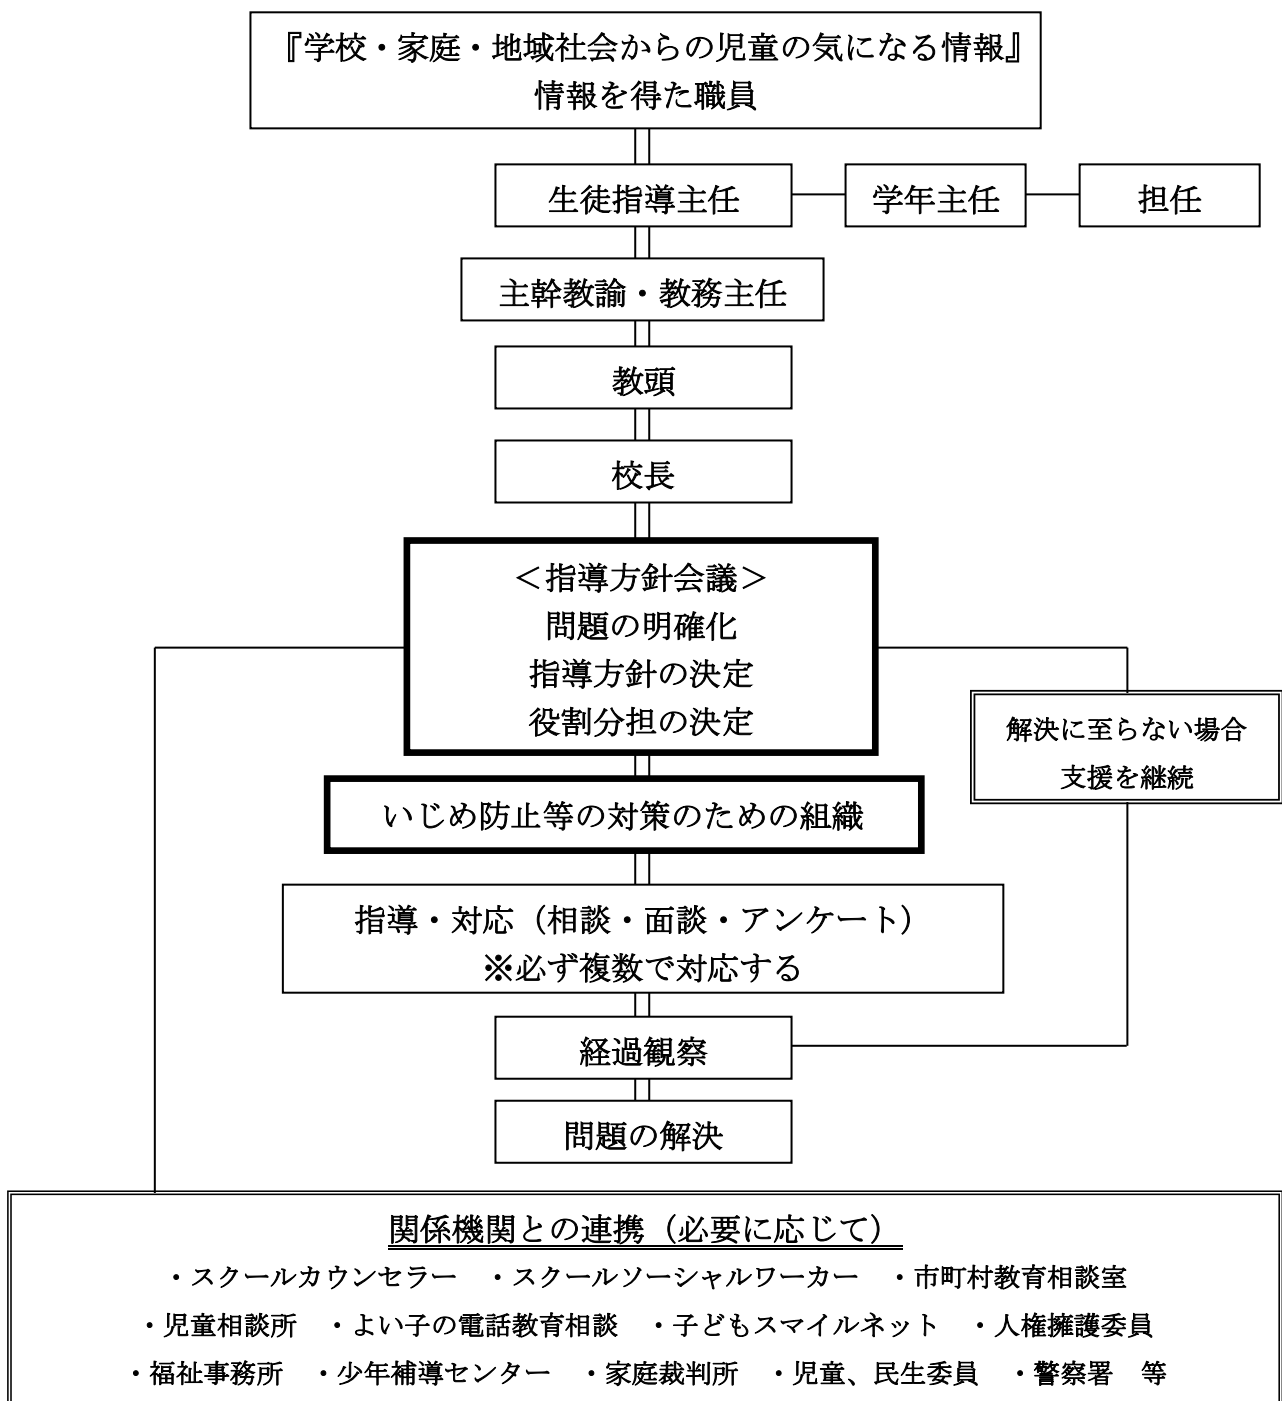 『学校・家庭・地域社会からの児童の気になる情報』
情報を得た職員
生徒指導主任
学年主任
担任
主幹教諭・教務主任
教頭
校長
＜指導方針会議＞
問題の明確化
指導方針の決定
役割分担の決定
解決に至らない場合
支援を継続
いじめ防止等の対策のための組織
指導・対応（相談・面談・アンケート）
※必ず複数で対応する
経過観察
問題の解決
関係機関との連携（必要に応じて）
・スクールカウンセラー　・スクールソーシャルワーカー　・市町村教育相談室
・児童相談所　・よい子の電話教育相談　・子どもスマイルネット　・人権擁護委員
・福祉事務所　・少年補導センター　・家庭裁判所　・児童、民生委員　・警察署　等